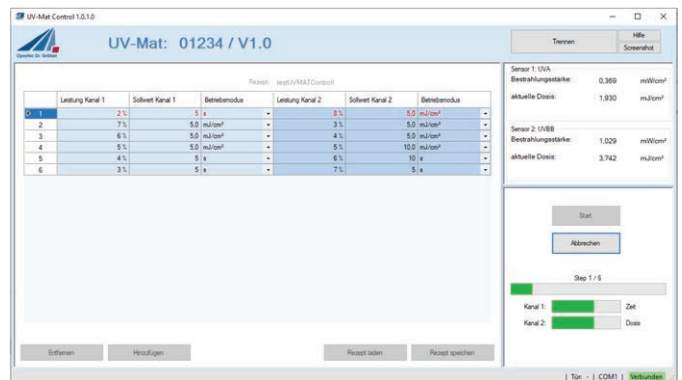 UV-Mat Control 1.0.1.0
UV-Mat: 01234 / V1.0
Trennen
Hilfe
Screenshot
Rezept: testUVMATControl1
Leistung Kanal 1 Sollwert Kanal 1 Betriebsmodus Leistung Kanal 2 Sollwert Kanal 2 Betriebsmodus
1 2 % 5 s 8 % 5,0 mJ/cm²
2 7 % 5,0 mJ/cm² 3 % 5,0 mJ/cm²
3 6 % 5,0 mJ/cm² 4 % 5,0 mJ/cm²
4 5 % 5,0 mJ/cm² 5 % 10,0 mJ/cm²
5 4 % 5 s 6 % 10 s
6 3 % 5 s 7 % 5 s
Entfernen Hinzufügen Rezept laden Rezept speichern
Sensor 1: UVA
Bestrahlungsstärke: 0,369 mW/cm²
aktuelle Dosis: 1,930 mJ/cm²
Sensor 2: UVBB
Bestrahlungsstärke: 1,029 mW/cm²
aktuelle Dosis: 3,742 mJ/cm²
Start
Abbrechen
Step 1 / 6
Kanal 1: Zeit
Kanal 2: Dosis
| Tür: - | COM1 | Verbunden